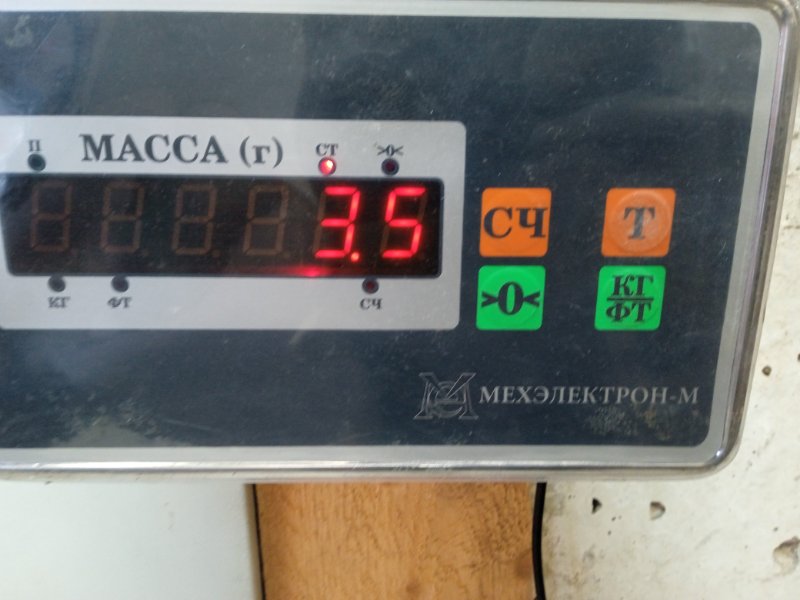 П МАССА (г) СТ >0<
3.5
КГ ФТ СЧ
СЧ Т
>0< КГ/ФТ
МЕХЭЛЕКТРОН-М